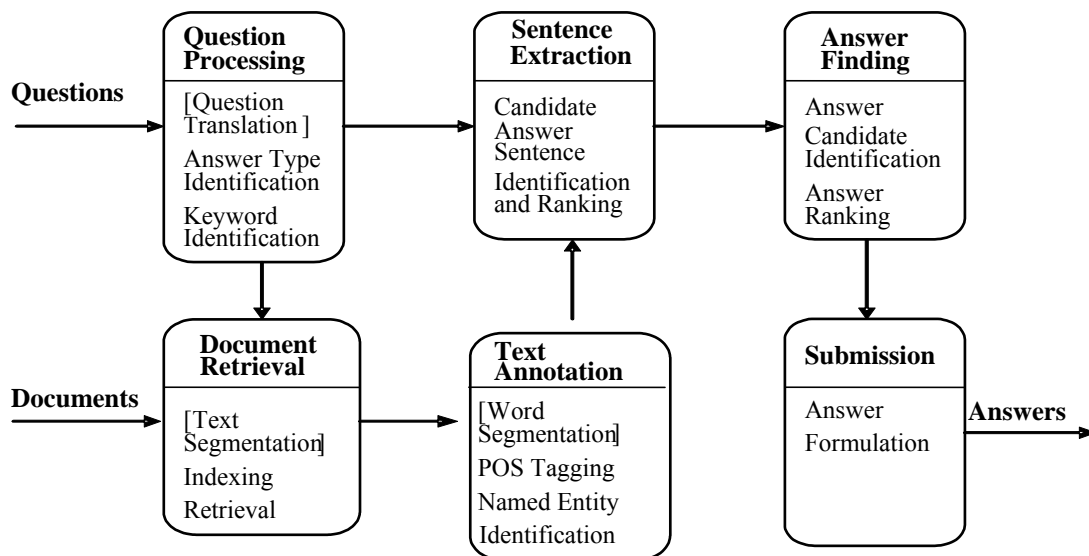 Questions
Question
Processing
[Question
Translation ]
Answer Type
Identification
Keyword
Identification
Sentence
Extraction
Candidate
Answer
Sentence
Identification
and Ranking
Answer
Finding
Answer
Candidate
Identification
Answer
Ranking
Documents
Document
Retrieval
[Text
Segmentation]
Indexing
Retrieval
Text
Annotation
[Word
Segmentation]
POS Tagging
Named Entity
Identification
Submission
Answer
Formulation
Answers